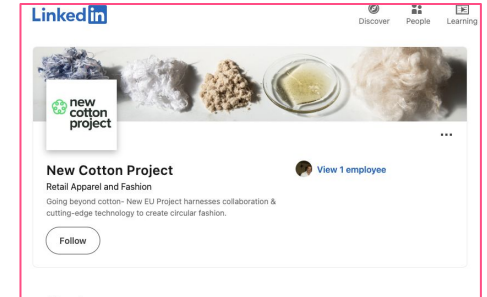 Linked in
Discover People Learning
new
cotton
project
New Cotton Project
View 1 employee
Retail Apparel and Fashion
Going beyond cotton- New EU Project harnesses collaboration &
cutting-edge technology to create circular fashion.
Follow